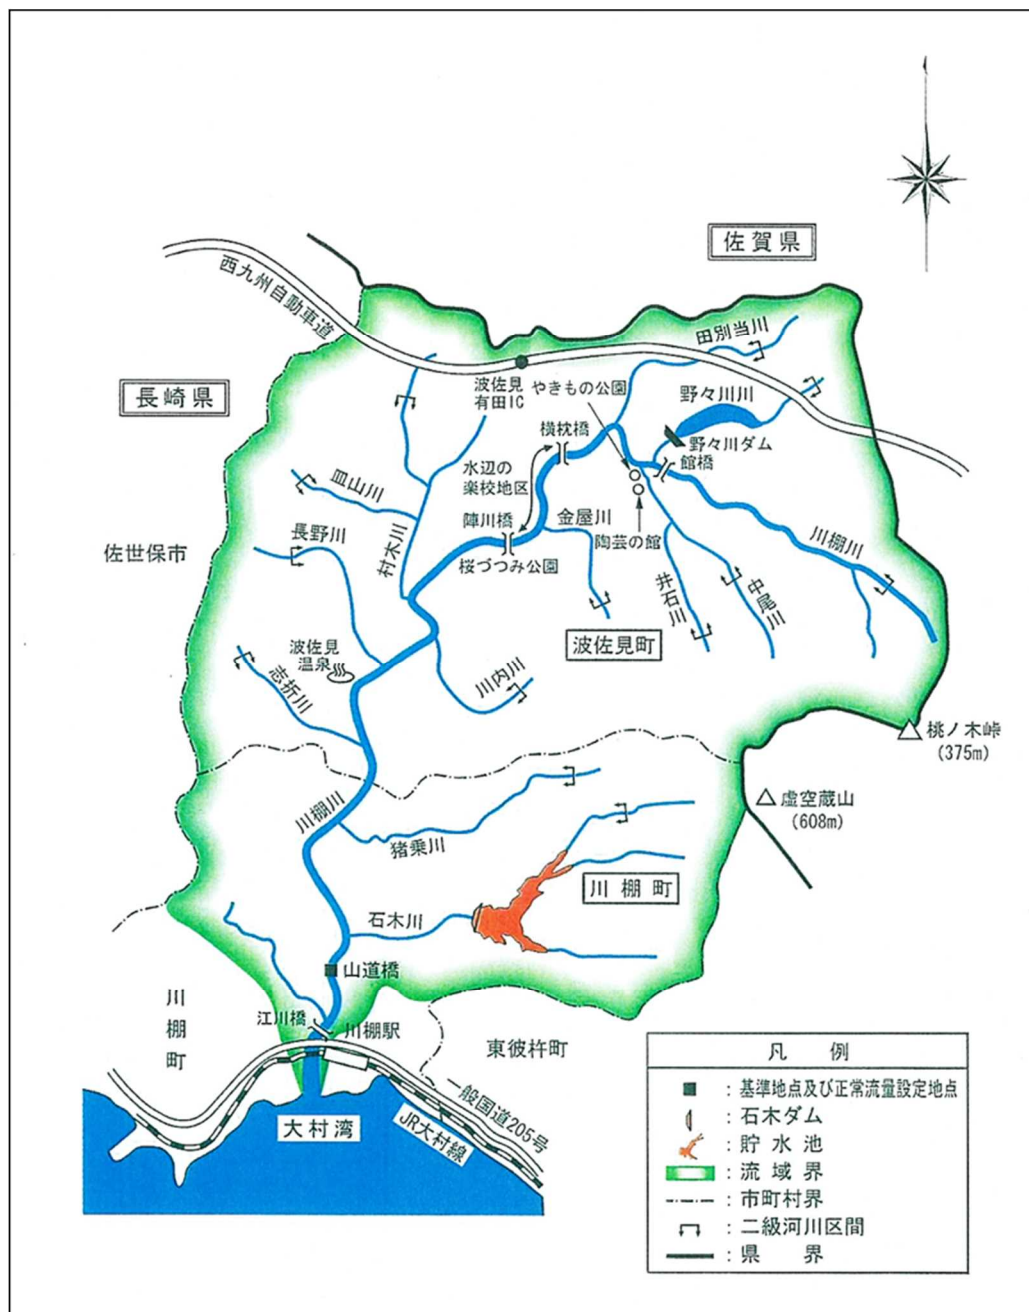 佐賀県
西九州自動車道
長崎県
田別当川
波佐見
有田IC
やきもの公園
野々川川
野々川ダム
横枕橋
館橋
水辺の
楽校地区
目山川
陣川橋
金屋川
長野川
村木川
桜づつみ公園
陶芸の館
川棚川
佐世保市
井石川
中尾川
波佐見町
波佐見
温泉
志折川
川内川
桃ノ木峠
(375m)
虚空蔵山
(608m)
川棚川
猪乗川
川棚町
石木川
山道橋
川棚町
江川橋
川棚駅
東彼杵町
一般国道205号
大村湾
JR大村線
凡 例
:基準地点及び正常流量設定地点
:石木ダム
:貯水池
:流域界
:市町村界
:二級河川区間
:県 界